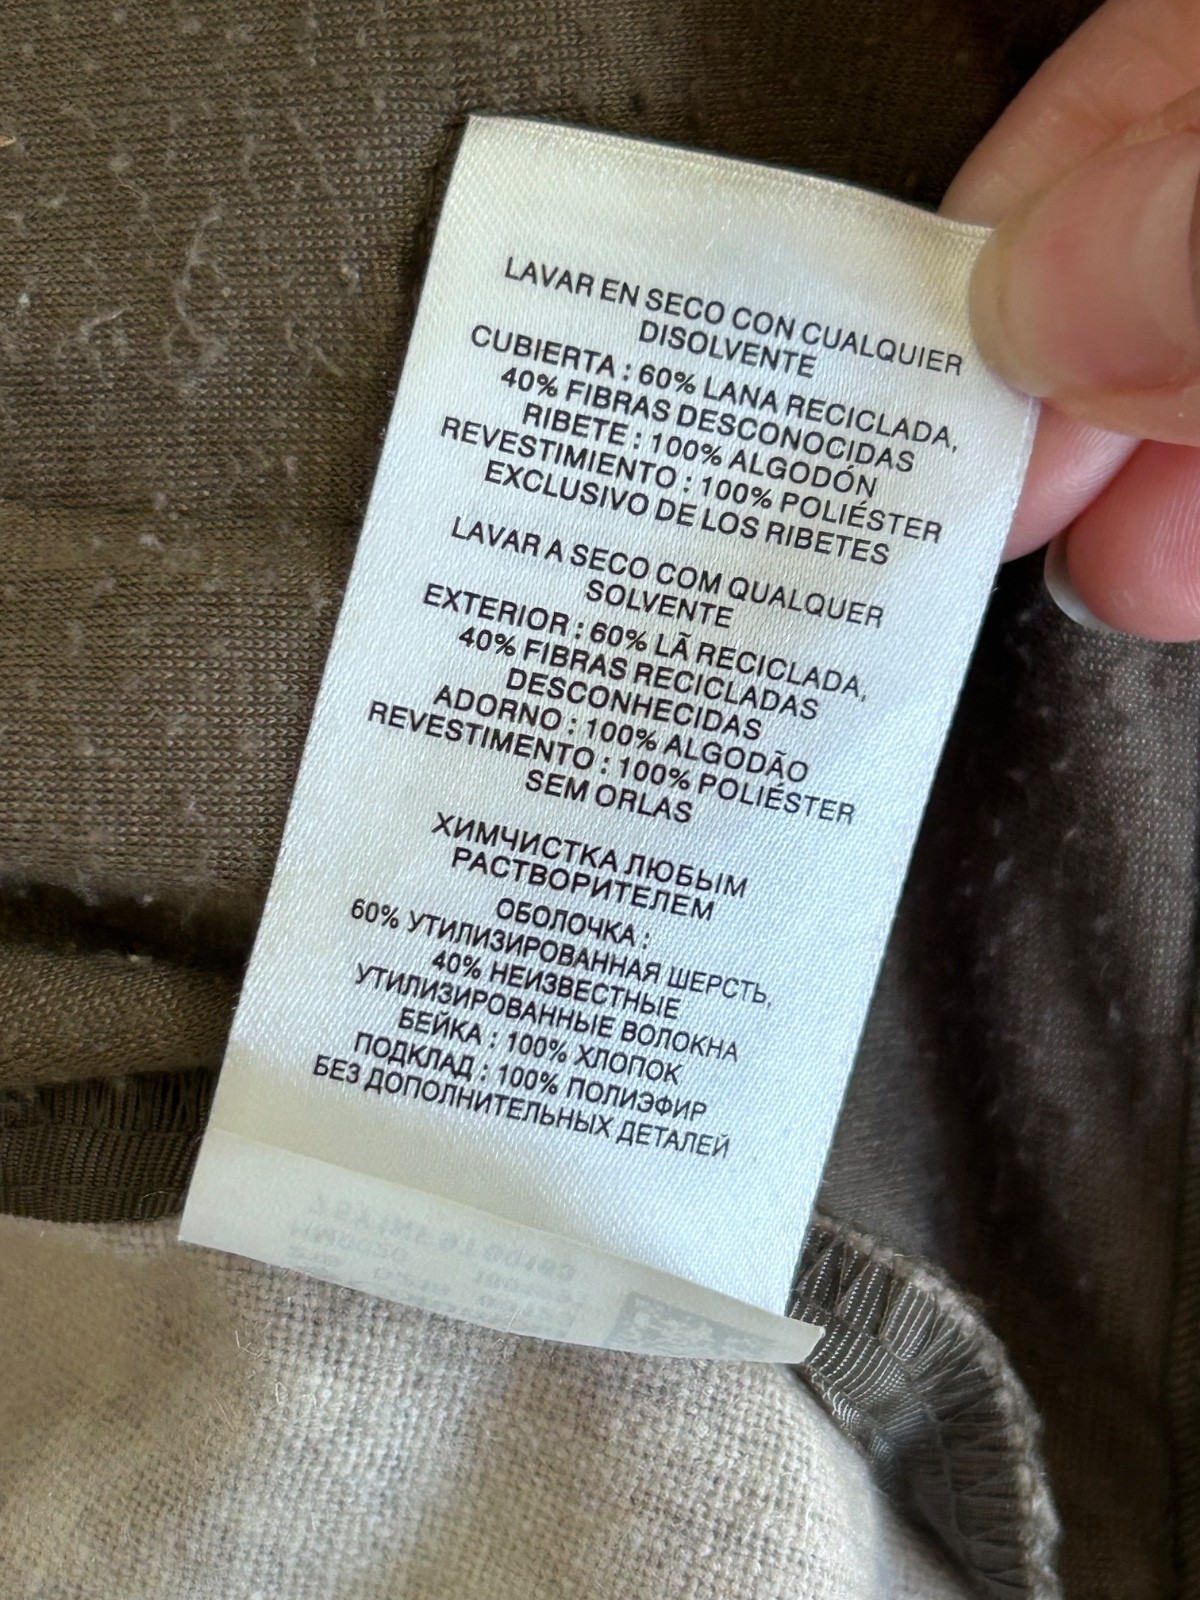 LAVAR EN SECO CON CUALQUIER
DISOLVENTE
CUBIERTA : 60% LANA RECICLADA,
40% FIBRAS DESCONOCIDAS
RIBETE : 100% ALGODÓN
REVESTIMIENTO : 100% POLIÉSTER
EXCLUSIVO DE LOS RIBETES
LAVAR A SECO COM QUALQUER
SOLVENTE
EXTERIOR : 60% LÃ RECICLADA,
40% FIBRAS RECICLADAS
DESCONHECIDAS
ADORNO : 100% ALGODÃO
REVESTIMENTO : 100% POLIÉSTER
SEM ORLAS
ХИМЧИСТКА ЛЮБЫМ
РАСТВОРИТЕЛЕМ
ОБОЛОЧКА :
60% УТИЛИЗИРОВАННАЯ ШЕРСТЬ,
40% НЕИЗВЕСТНЫЕ
УТИЛИЗИРОВАННЫЕ ВОЛОКНА
БЕЙКА : 100% ХЛОПОК
ПОДКЛАД : 100% ПОЛИЭФИР
БЕЗ ДОПОЛНИТЕЛЬНЫХ ДЕТАЛЕЙ